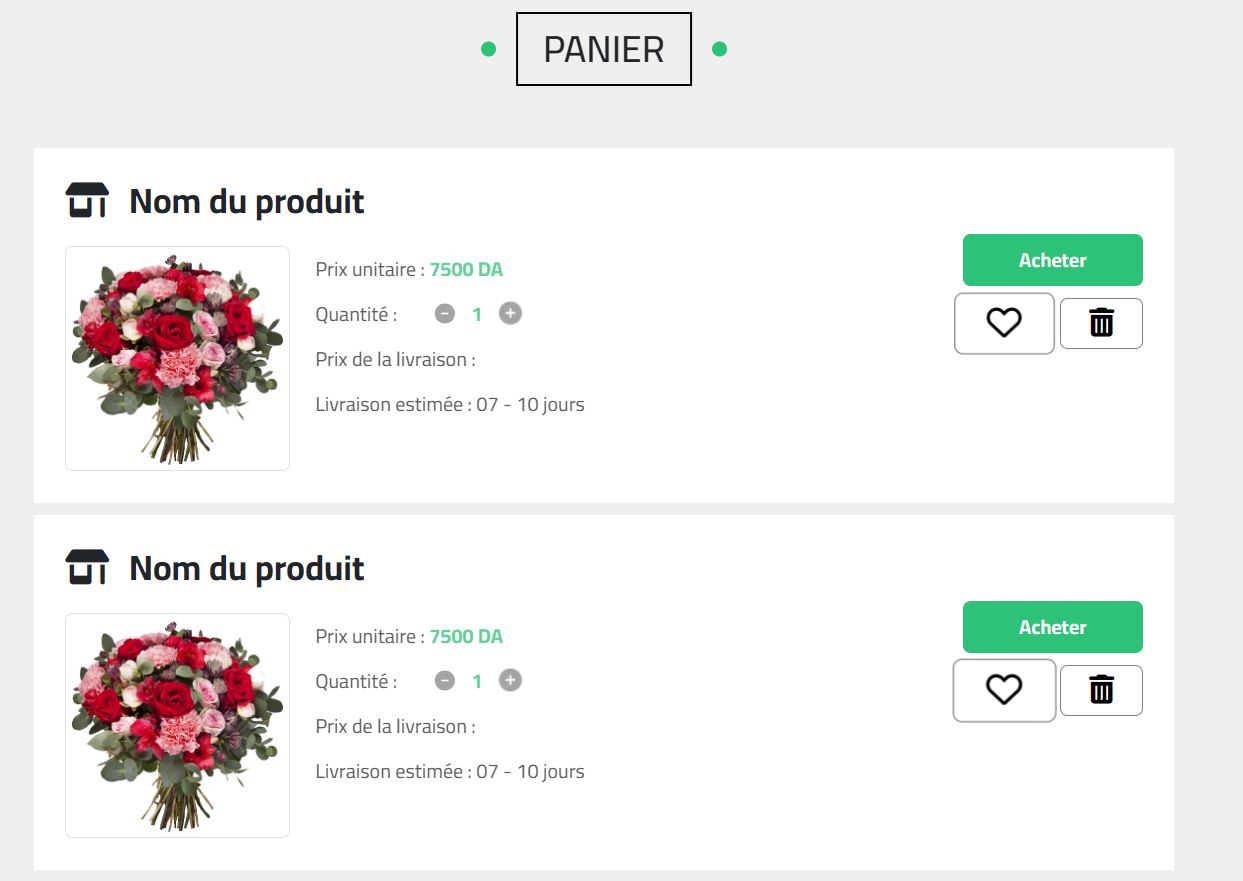 PANIER
Nom du produit
Prix unitaire : 7500 DA
Acheter
Quantité : 1
Prix de la livraison :
Livraison estimée : 07 - 10 jours
Nom du produit
Prix unitaire : 7500 DA
Acheter
Quantité : 1
Prix de la livraison :
Livraison estimée : 07 - 10 jours